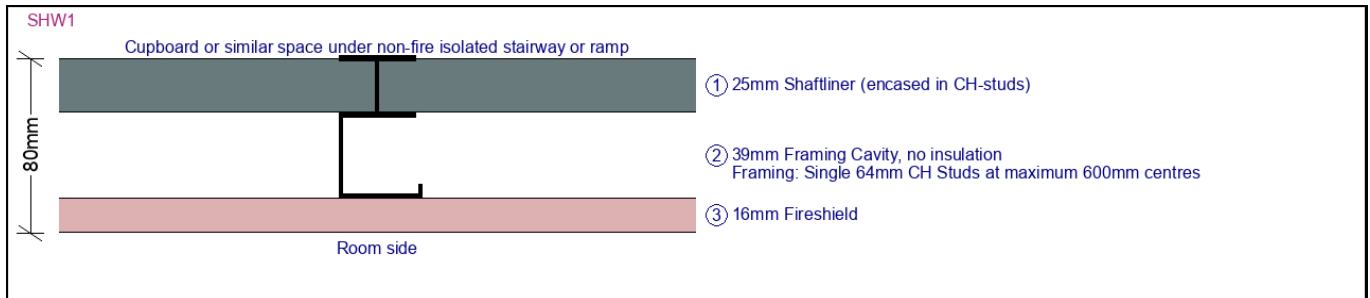 SHW1
Cupboard or similar space under non-fire isolated stairway or ramp
80mm
1 25mm Shaftliner (encased in CH-studs)
2 39mm Framing Cavity, no insulation
Framing: Single 64mm CH Studs at maximum 600mm centres
3 16mm Fireshield
Room side